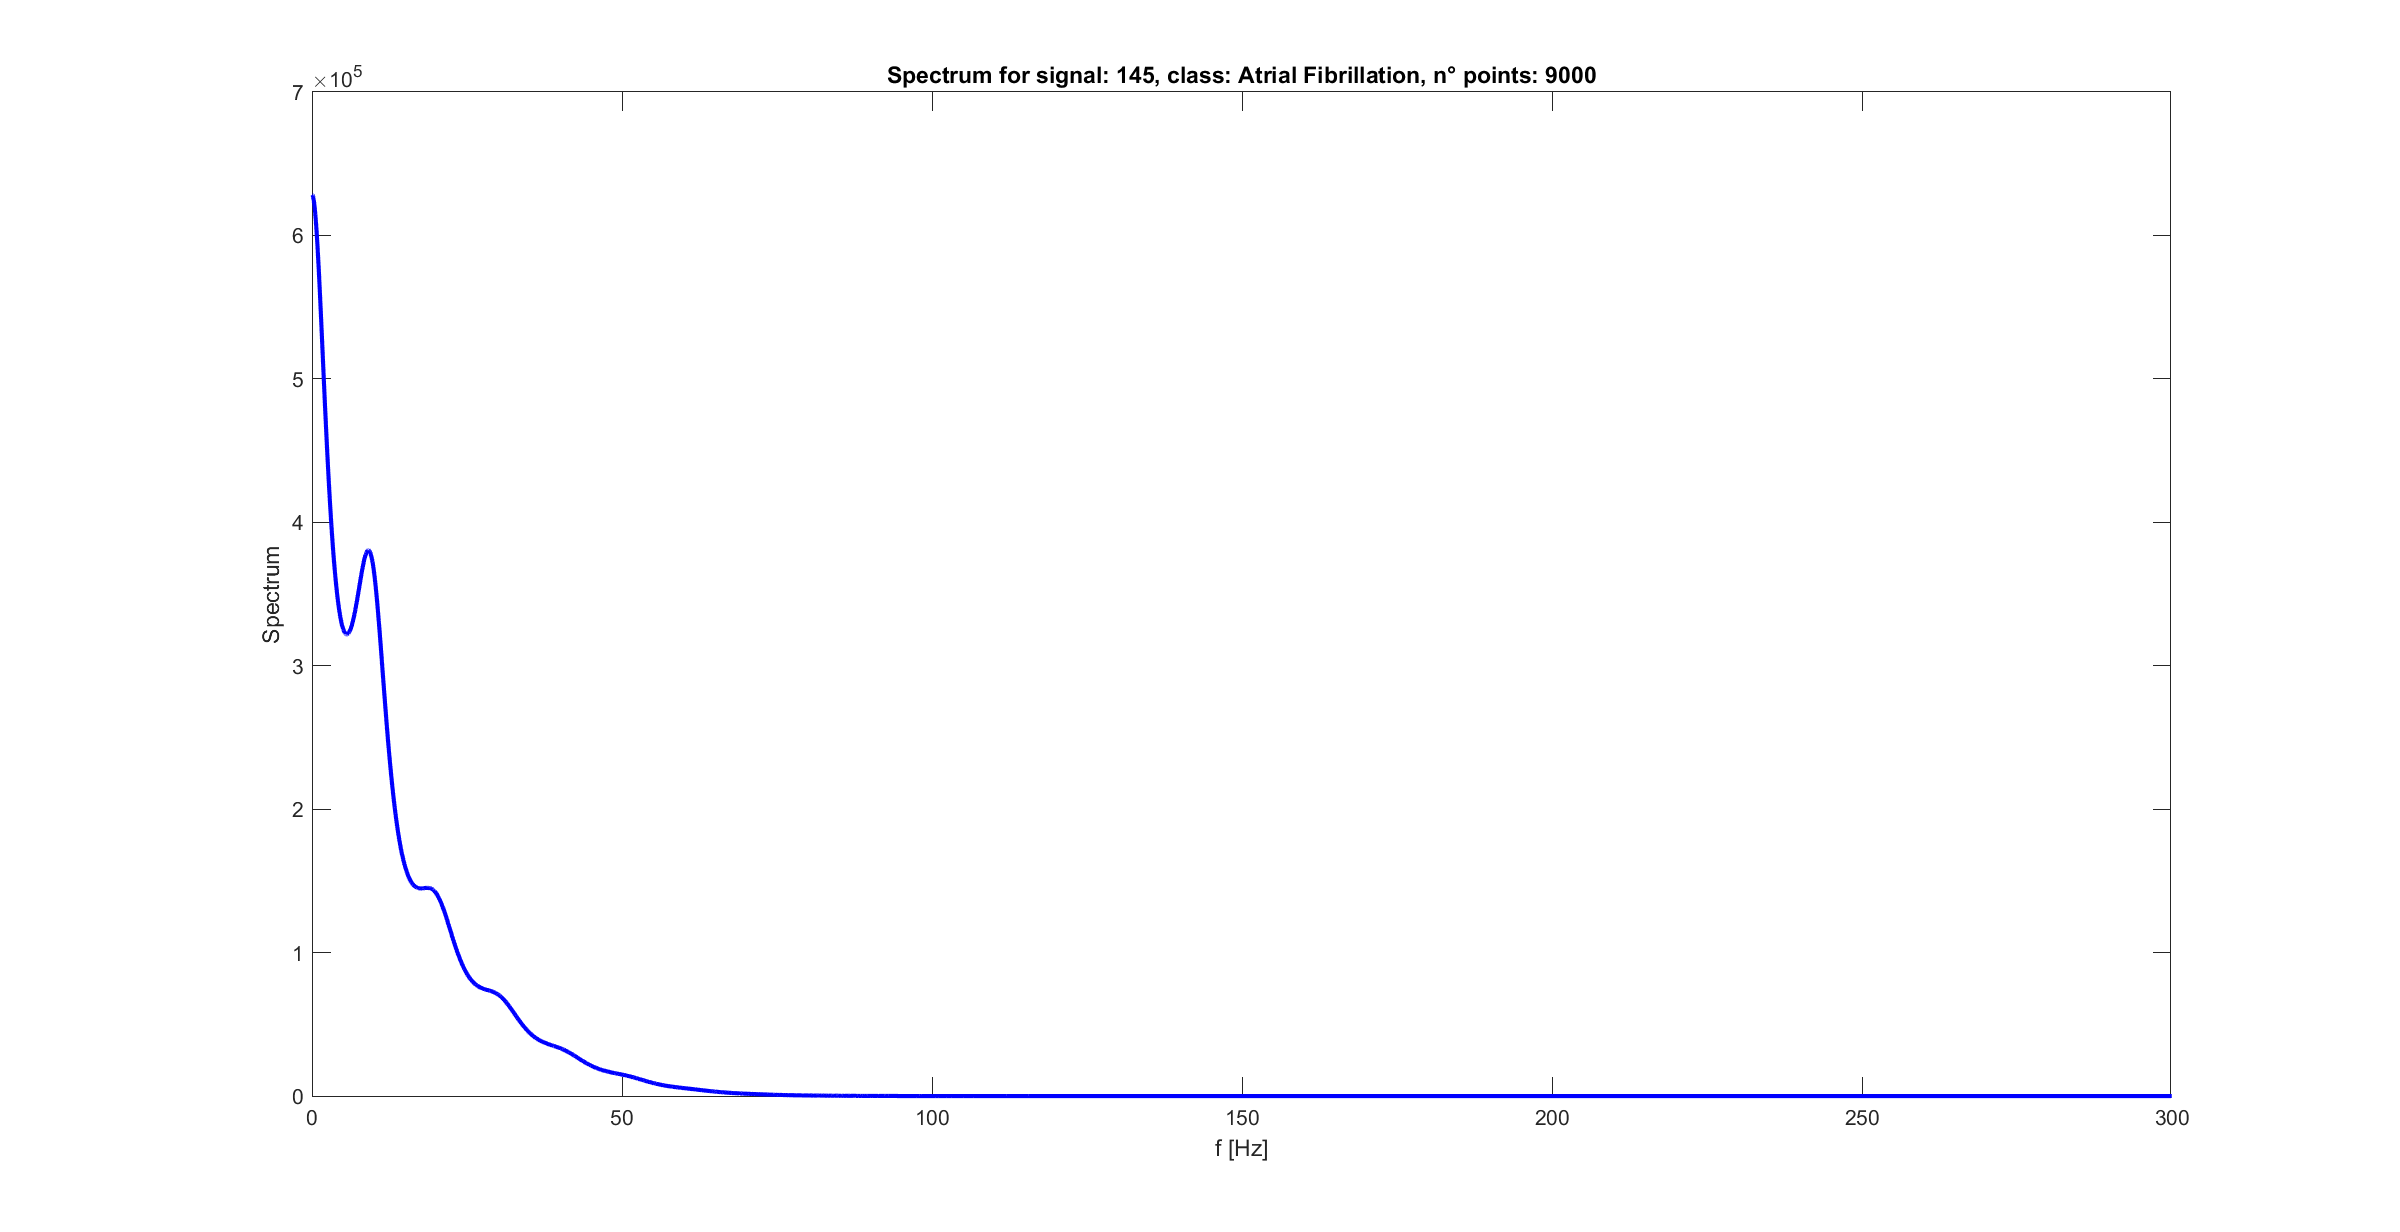 Spectrum for signal: 145, class: Atrial Fibrillation, n° points: 9000
×10^5
7
6
5
4
3
2
1
0
Spectrum
0 50 100 150 200 250 300
f [Hz]